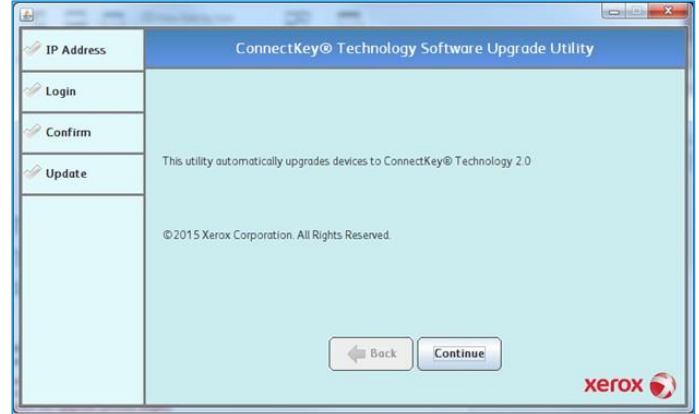 ConnectKey® Technology Software Upgrade Utility
IP Address
Login
Confirm
Update
This utility automatically upgrades devices to ConnectKey® Technology 2.0
©2015 Xerox Corporation. All Rights Reserved.
Back
Continue
xerox